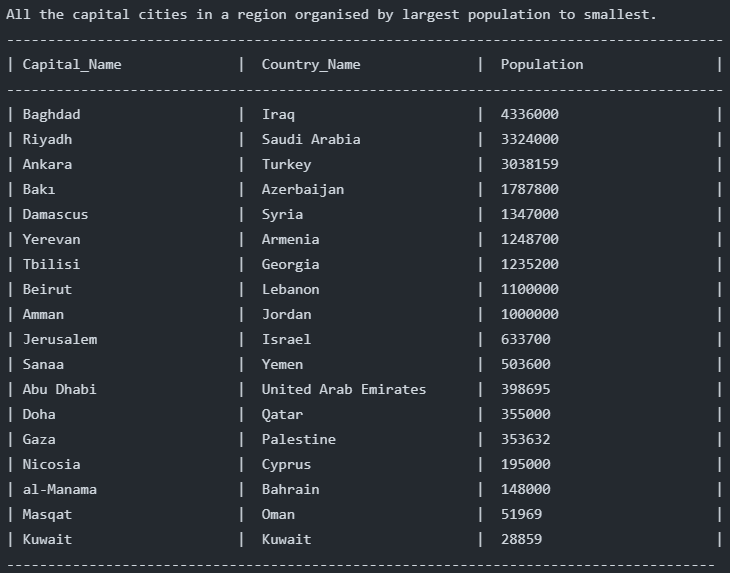 All the capital cities in a region organised by largest population to smallest.
----------------------------------------------------------------------------------------
| Capital_Name | Country_Name | Population |
----------------------------------------------------------------------------------------
| Baghdad | Iraq | 4336000 |
| Riyadh | Saudi Arabia | 3324000 |
| Ankara | Turkey | 3038159 |
| Bakı | Azerbaijan | 1787800 |
| Damascus | Syria | 1347000 |
| Yerevan | Armenia | 1248700 |
| Tbilisi | Georgia | 1235200 |
| Beirut | Lebanon | 1100000 |
| Amman | Jordan | 1000000 |
| Jerusalem | Israel | 633700 |
| Sanaa | Yemen | 503600 |
| Abu Dhabi | United Arab Emirates | 398695 |
| Doha | Qatar | 355000 |
| Gaza | Palestine | 353632 |
| Nicosia | Cyprus | 195000 |
| al-Manama | Bahrain | 148000 |
| Masqat | Oman | 51969 |
| Kuwait | Kuwait | 28859 |
---------------------------------------------------------------------------------------